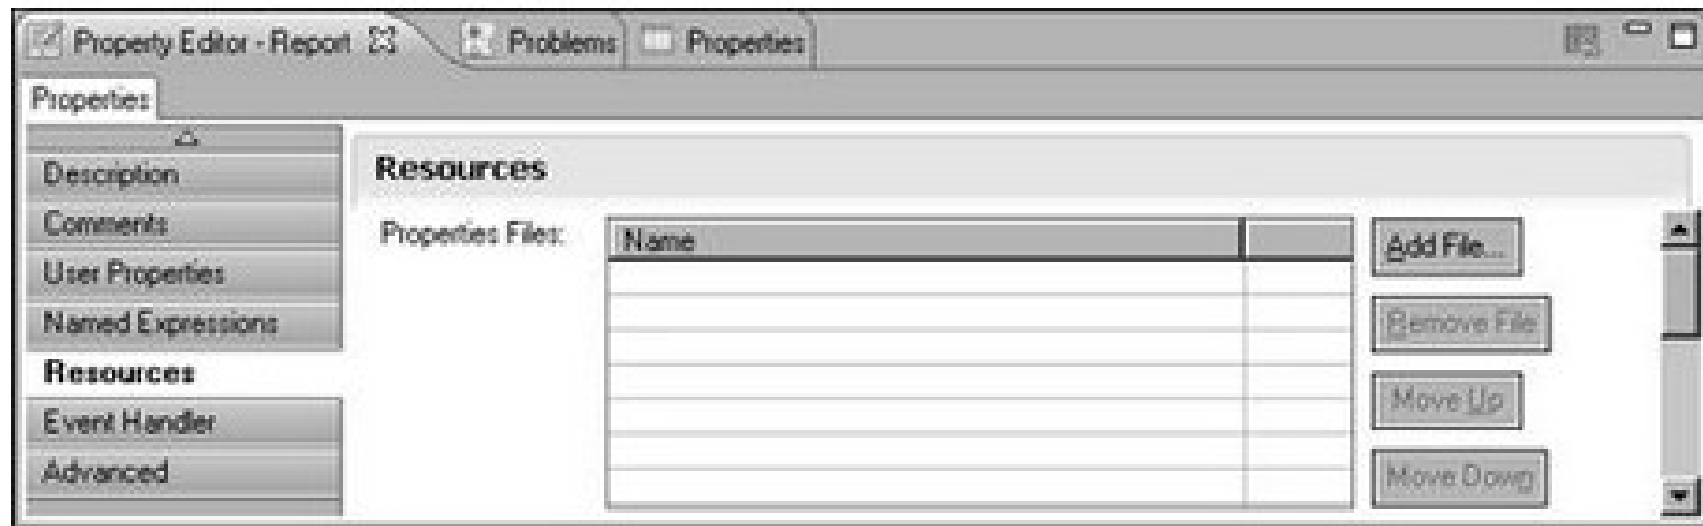 Property Editor - Report Problems Properties
Properties
Description
Comments
User Properties
Named Expressions
Resources
Event Handler
Advanced
Resources
Properties Files:
Name
Add File...
Remove File
Move Up
Move Down